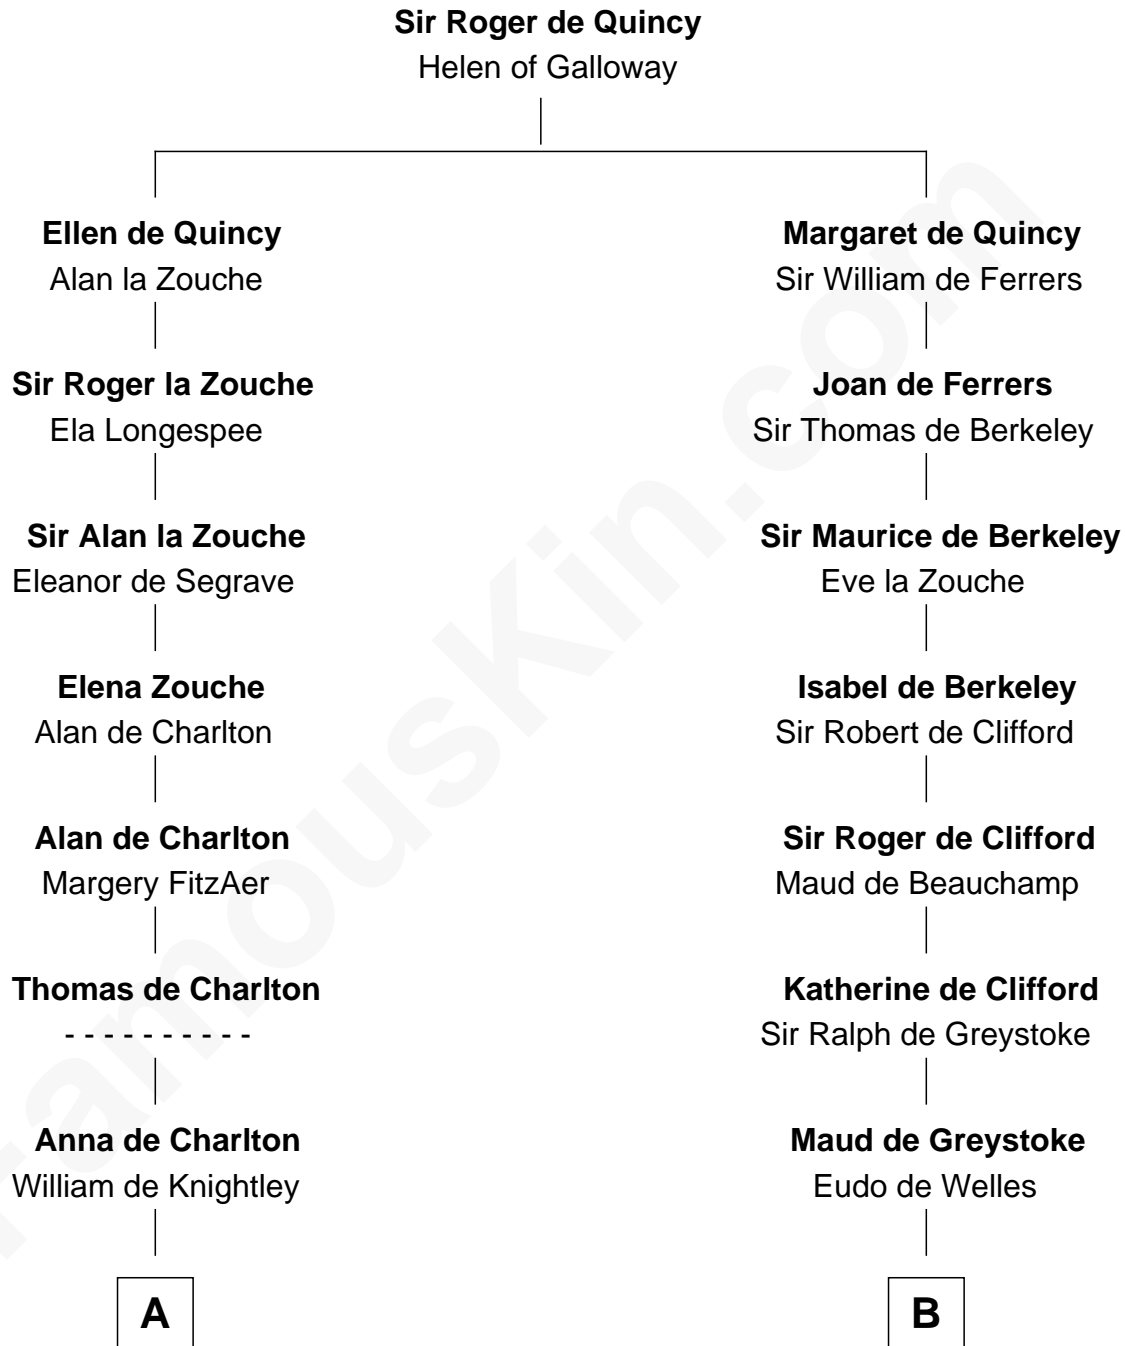 Sir Roger de Quincy
Helen of Galloway
Ellen de Quincy
Alan la Zouche
Margaret de Quincy
Sir William de Ferrers
Sir Roger la Zouche
Ela Longespee
Joan de Ferrers
Sir Thomas de Berkeley
Sir Alan la Zouche
Eleanor de Segrave
Sir Maurice de Berkeley
Eve la Zouche
Elena Zouche
Alan de Charlton
Isabel de Berkeley
Sir Robert de Clifford
Alan de Charlton
Margery FitzAer
Sir Roger de Clifford
Maud de Beauchamp
Thomas de Charlton
- - - - - - - - - -
Katherine de Clifford
Sir Ralph de Greystoke
Anna de Charlton
William de Knightley
Maud de Greystoke
Eudo de Welles
A
B
FamousKin.com